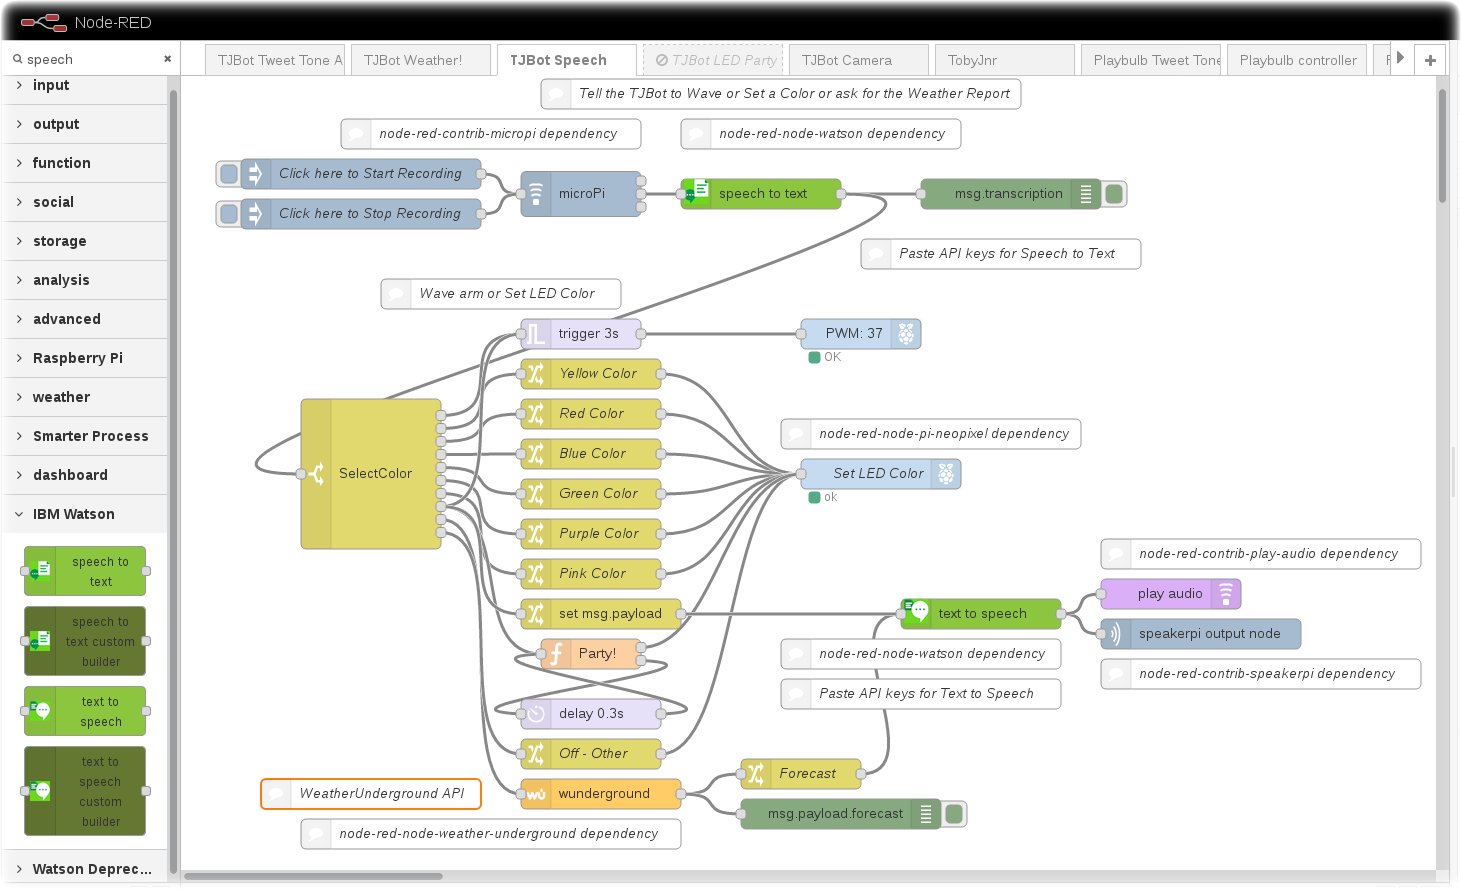 Node-RED
speech
TJBot Tweet Tone A
TJBot Weather!
TJBot Speech
TJBot LED Party
TJBot Camera
TobyJnr
Playbulb Tweet Tone
Playbulb controller
input
output
function
social
storage
analysis
advanced
Raspberry Pi
weather
Smarter Process
dashboard
IBM Watson
speech to
text
speech to
text custom
builder
text to
speech
text to
speech
custom
builder
Watson Deprec...
Tell the TJBot to Wave or Set a Color or ask for the Weather Report
node-red-contrib-micropi dependency
node-red-node-watson dependency
Click here to Start Recording
Click here to Stop Recording
microPi
speech to text
msg.transcription
Paste API keys for Speech to Text
Wave arm or Set LED Color
trigger 3s
PWM: 37
OK
Yellow Color
Red Color
Blue Color
Green Color
Purple Color
Pink Color
SelectColor
node-red-node-pi-neopixel dependency
Set LED Color
ok
set msg.payload
Party!
delay 0.3s
Off - Other
wunderground
text to speech
node-red-contrib-play-audio dependency
play audio
speakerpi output node
node-red-contrib-speakerpi dependency
node-red-node-watson dependency
Paste API keys for Text to Speech
Forecast
msg.payload.forecast
WeatherUnderground API
node-red-node-weather-underground dependency